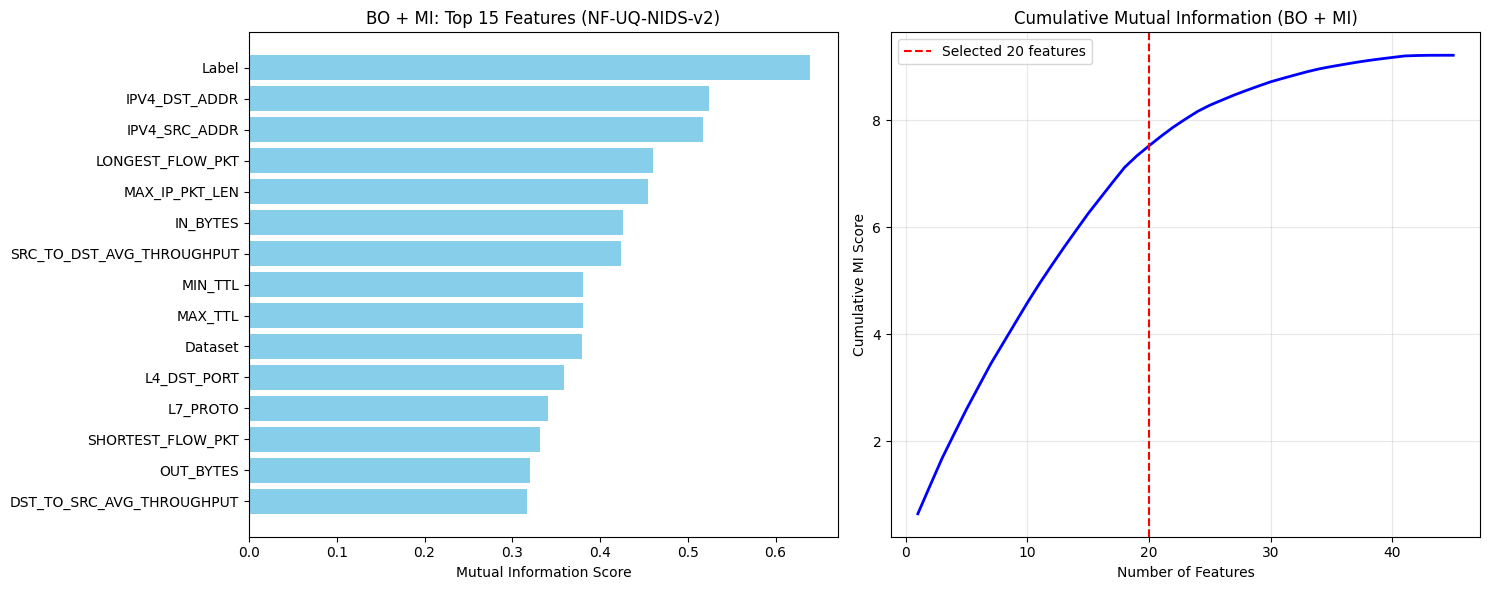 BO + MI: Top 15 Features (NF-UQ-NIDS-v2)
Label
IPV4_DST_ADDR
IPV4_SRC_ADDR
LONGEST_FLOW_PKT
MAX_IP_PKT_LEN
IN_BYTES
SRC_TO_DST_AVG_THROUGHPUT
MIN_TTL
MAX_TTL
Dataset
L4_DST_PORT
L7_PROTO
SHORTEST_FLOW_PKT
OUT_BYTES
DST_TO_SRC_AVG_THROUGHPUT
0.0 0.1 0.2 0.3 0.4 0.5 0.6
Mutual Information Score
Cumulative Mutual Information (BO + MI)
Selected 20 features
Cumulative MI Score
8
6
4
2
0 10 20 30 40
Number of Features